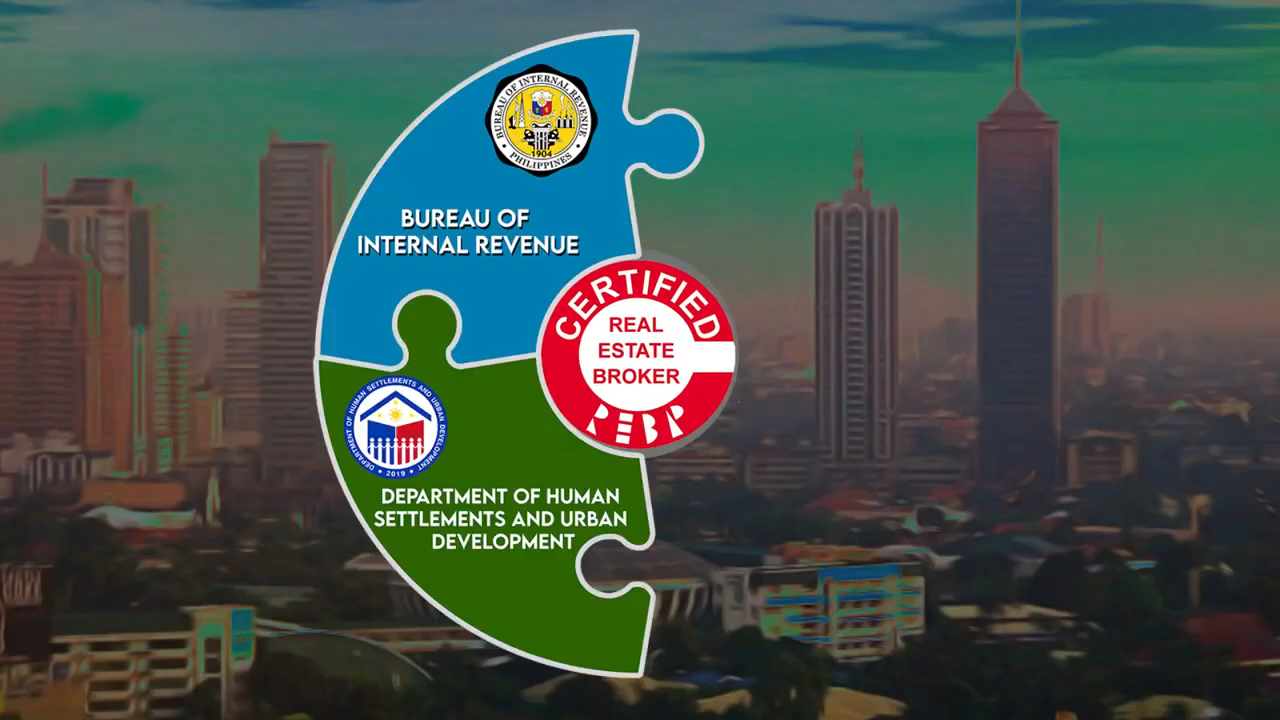 BUREAU OF INTERNAL REVENUE
PHILIPPINES
1904
BUREAU OF
INTERNAL REVENUE
CERTIFIED
REAL
ESTATE
BROKER
REBP
DEPARTMENT OF HUMAN SETTLEMENTS AND URBAN DEVELOPMENT
2019
DEPARTMENT OF HUMAN
SETTLEMENTS AND URBAN
DEVELOPMENT